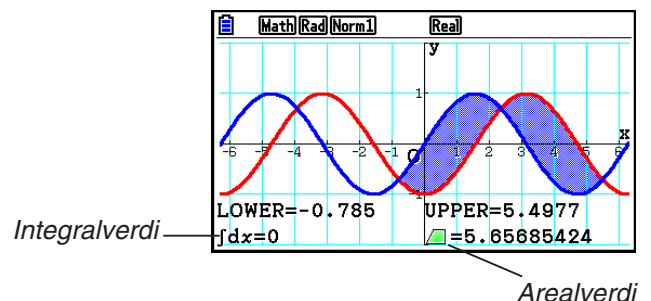 Math Rad Norm1 Real
y
1
x
-6 -5 -4 -3 -2 -1 O 1 2 3 4 5 6
-1
LOWER=-0.785 UPPER=5.4977
Integralverdi ∫dx=0 =5.65685424
Arealverdi